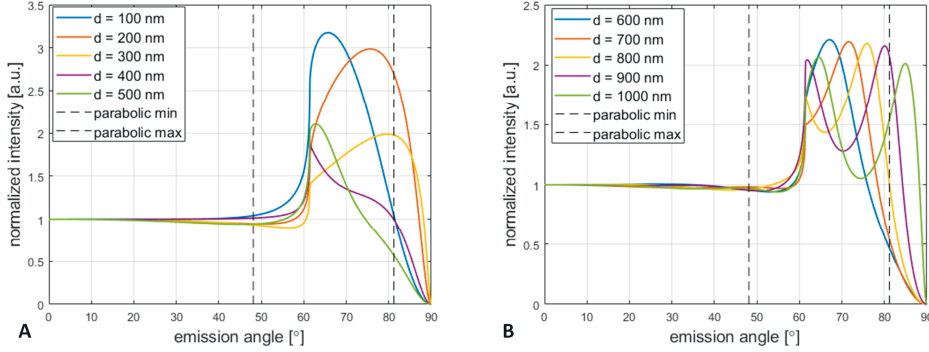 3.5
3
2.5
2
1.5
1
0.5
0
normalized intensity [a.u.]
d = 100 nm
d = 200 nm
d = 300 nm
d = 400 nm
d = 500 nm
parabolic min
parabolic max
0 10 20 30 40 50 60 70 80 90
emission angle [°]
A
2.5
2
1.5
1
0.5
0
normalized intensity [a.u.]
d = 600 nm
d = 700 nm
d = 800 nm
d = 900 nm
d = 1000 nm
parabolic min
parabolic max
0 10 20 30 40 50 60 70 80 90
emission angle [°]
B